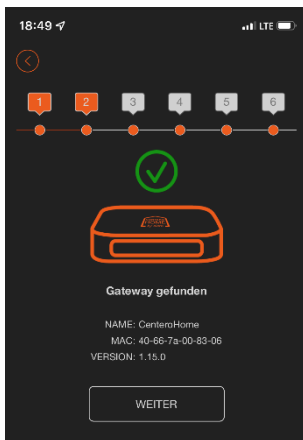 18:49 LTE
1 2 3 4 5 6
Gateway gefunden
NAME: CenteroHome
MAC: 40-66-7a-00-83-06
VERSION: 1.15.0
WEITER